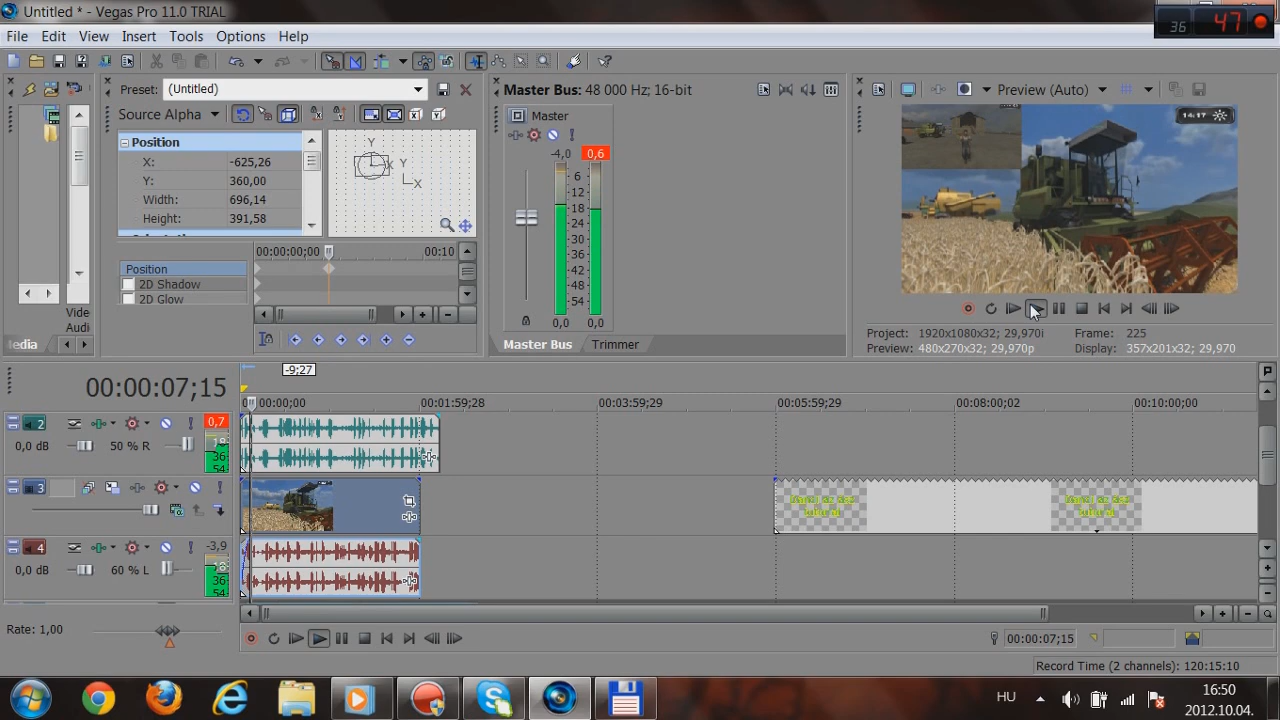 Untitled * - Vegas Pro 11.0 TRIAL
36 47
File Edit View Insert Tools Options Help
Preset: (Untitled)
Source Alpha
Position
X: -625,26
Y: 360,00
Width: 696,14
Height: 391,58
Y
Y
X
X
00:00:00;00 00:10
Position
2D Shadow
2D Glow
Vide
Audi
edia
Master Bus: 48 000 Hz; 16-bit
Master
-4,0 0,6
6
12
18
24
30
36
42
48
54
0,0 0,0
Master Bus Trimmer
Preview (Auto)
14:17
Project: 1920x1080x32; 29,970i Frame: 225
Preview: 480x270x32; 29,970p Display: 357x201x32; 29,970
-9;27
00:00:07;15
00:00;00 00:01:59;28 00:03:59;29 00:05:59;29 00:08:00;02 00:10:00;00
P
2 0,7
0,0 dB 50 % R
18
36
54
3
4 -3,9
0,0 dB 60 % L
18
36
54
Rate: 1,00
00:00:07;15
Record Time (2 channels): 120:15:10
HU 16:50
2012.10.04.